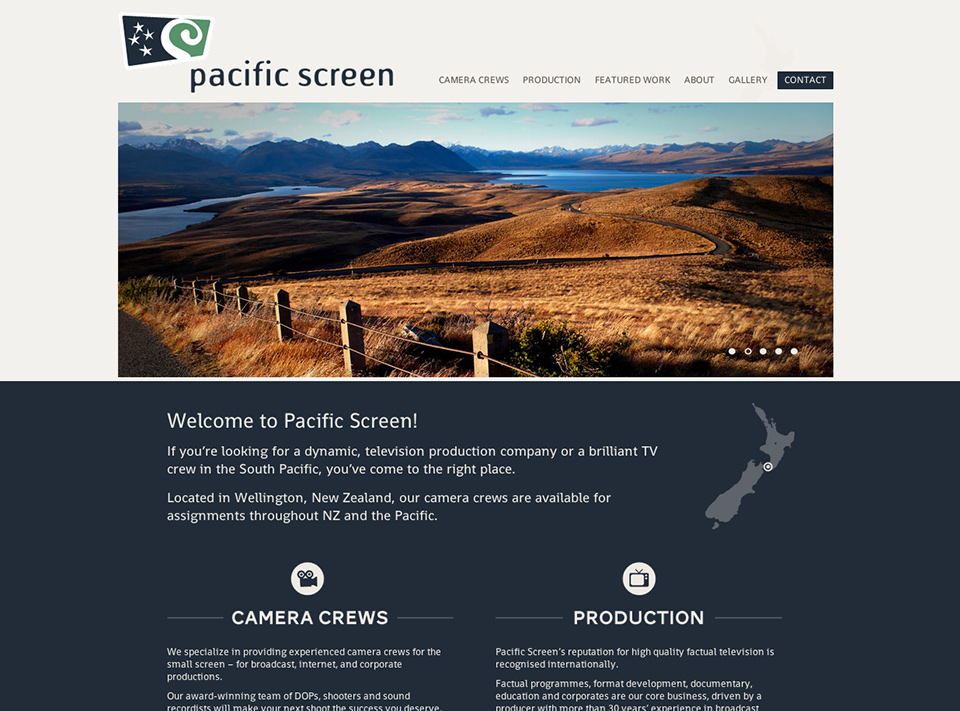 pacific screen
CAMERA CREWS PRODUCTION FEATURED WORK ABOUT GALLERY CONTACT
Welcome to Pacific Screen!
If you're looking for a dynamic, television production company or a brilliant TV
crew in the South Pacific, you've come to the right place.
Located in Wellington, New Zealand, our camera crews are available for
assignments throughout NZ and the Pacific.
CAMERA CREWS
We specialize in providing experienced camera crews for the
small screen – for broadcast, internet, and corporate
productions.
Our award-winning team of DOPs, shooters and sound
recordists will make your next shoot the success you deserve.
PRODUCTION
Pacific Screen's reputation for high quality factual television is
recognised internationally.
Factual programmes, format development, documentary,
education and corporates are our core business, driven by a
producer with more than 30 years' experience in broadcast